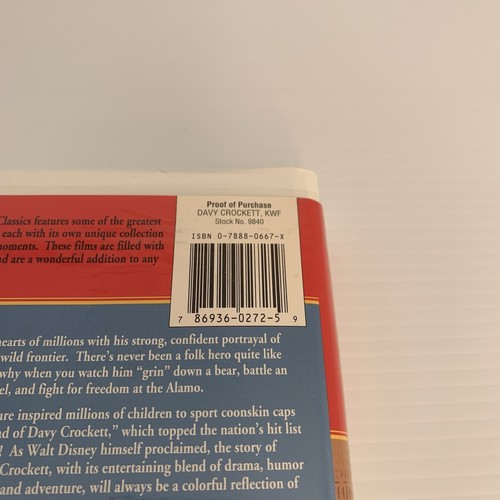 Proof of Purchase
DAVY CROCKETT, KWF
Stock No. 9840
ISBN 0-7888-0667-X
7 86936-0272-5 9
Classics features some of the greatest
each with its own unique collection
moments. These films are filled with
nd are a wonderful addition to any
earts of millions with his strong, confident portrayal of
wild frontier. There's never been a folk hero quite like
why when you watch him "grin" down a bear, battle an
el, and fight for freedom at the Alamo.
ure inspired millions of children to sport coonskin caps
ad of Davy Crockett," which topped the nation's hit list
! As Walt Disney himself proclaimed, the story of
Crockett, with its entertaining blend of drama, humor
and adventure, will always be a colorful reflection of